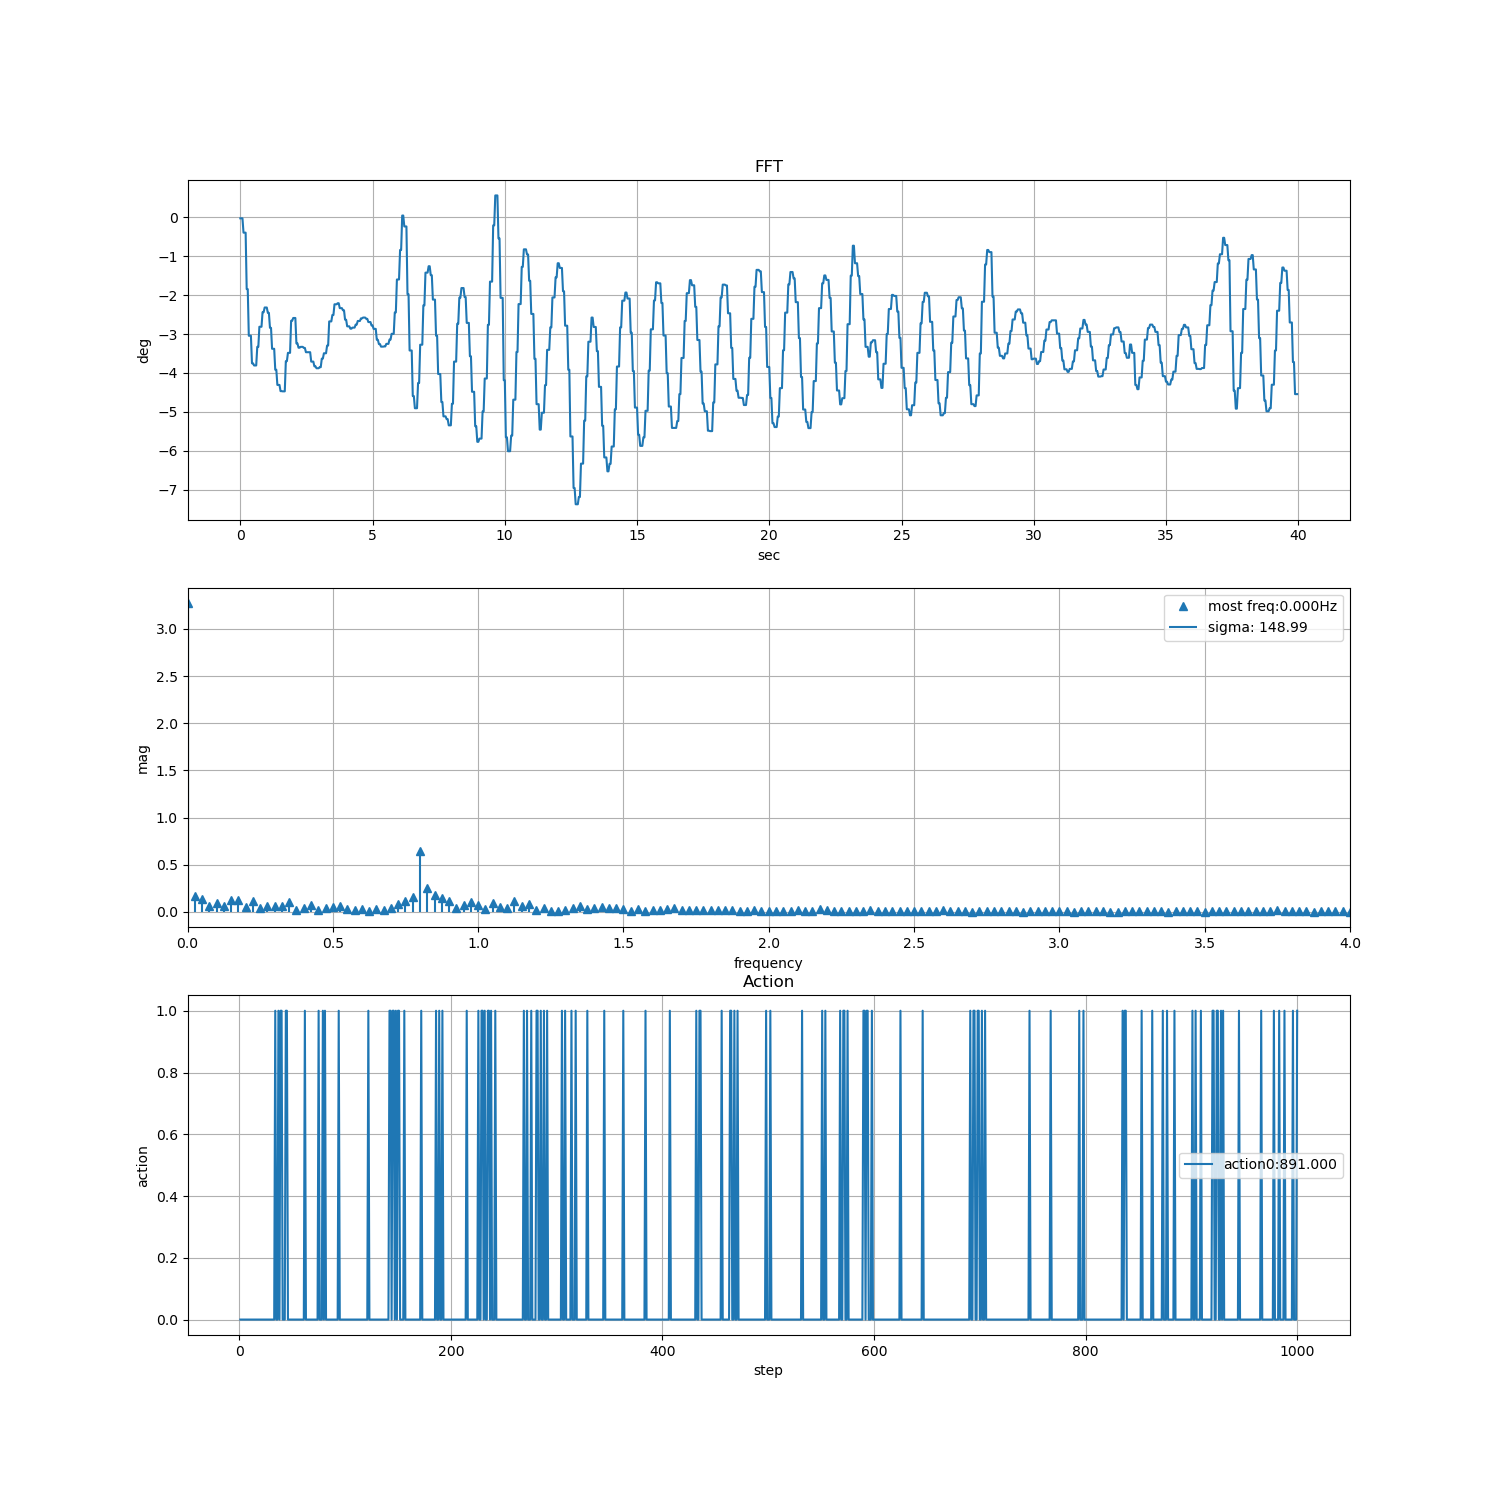 FFT
0
−1
−2
−3
−4
−5
−6
−7
deg
0 5 10 15 20 25 30 35 40
sec
most freq:0.000Hz
sigma: 148.99
3.0
2.5
2.0
1.5
1.0
0.5
0.0
mag
0.0 0.5 1.0 1.5 2.0 2.5 3.0 3.5 4.0
frequency
Action
1.0
0.8
0.6
0.4
0.2
0.0
action
action0:891.000
0 200 400 600 800 1000
step